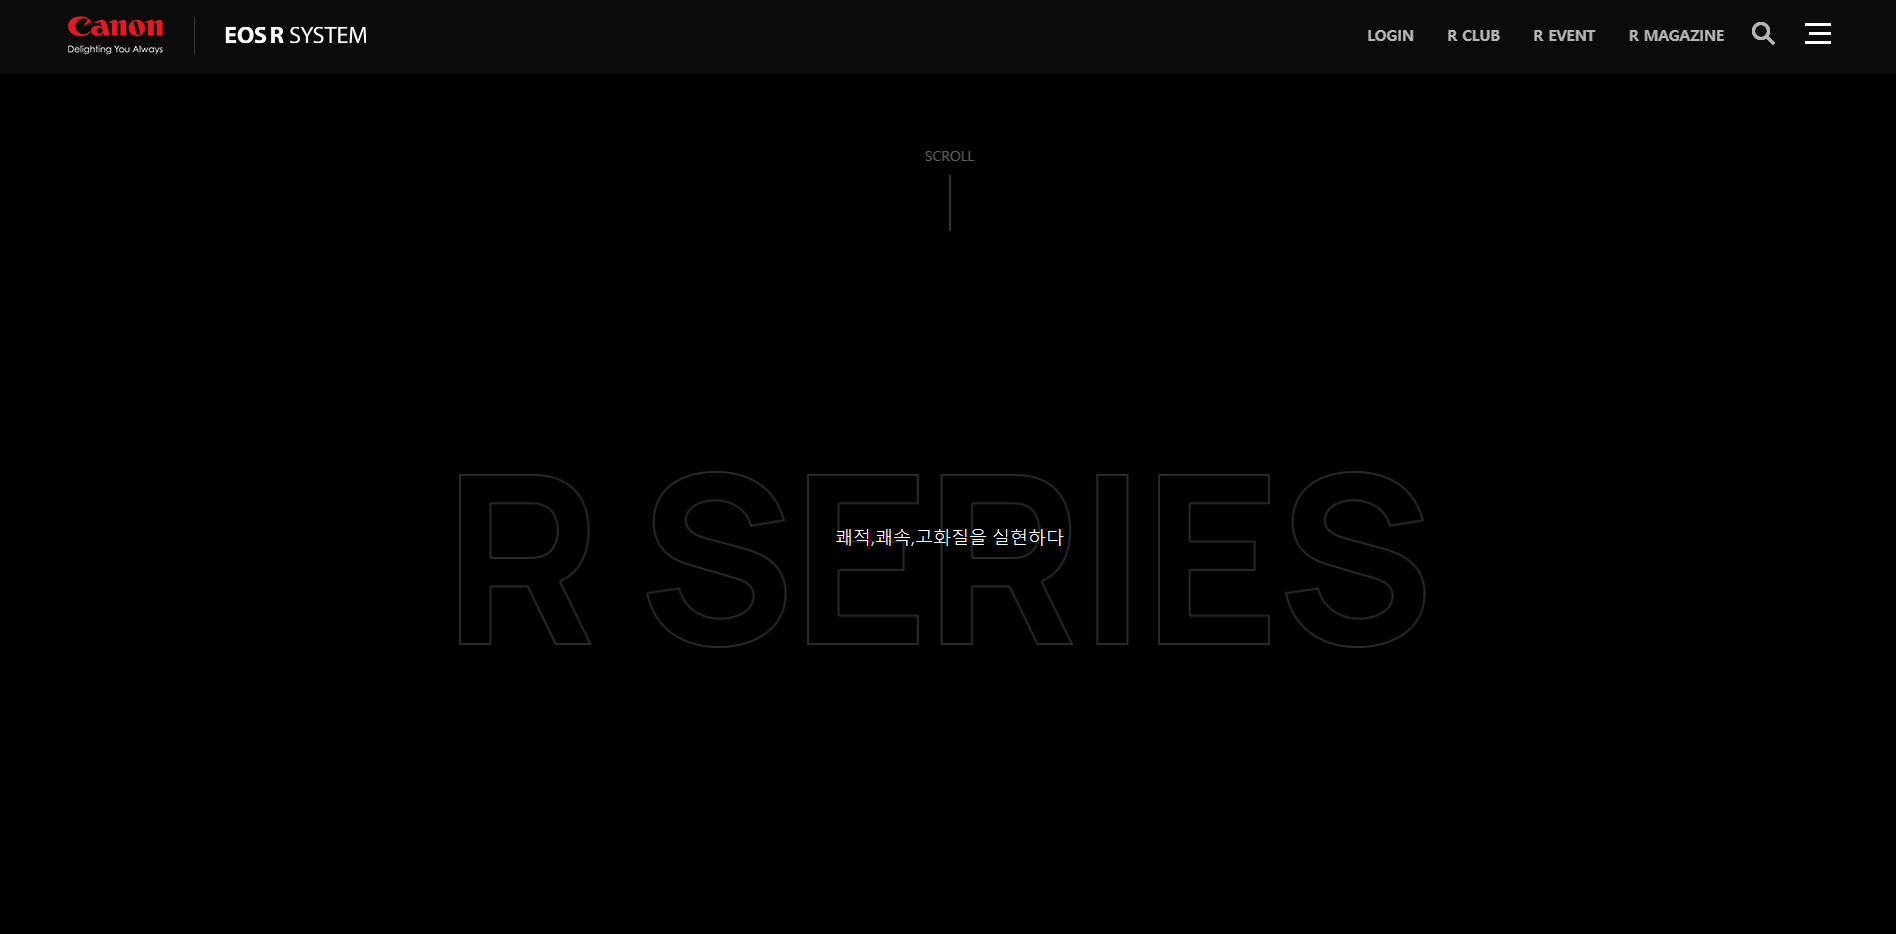 Canon
Delighting You Always
EOS R SYSTEM
LOGIN
R CLUB
R EVENT
R MAGAZINE
SCROLL
R SERIES
쾌적,쾌속,고화질을 실현하다